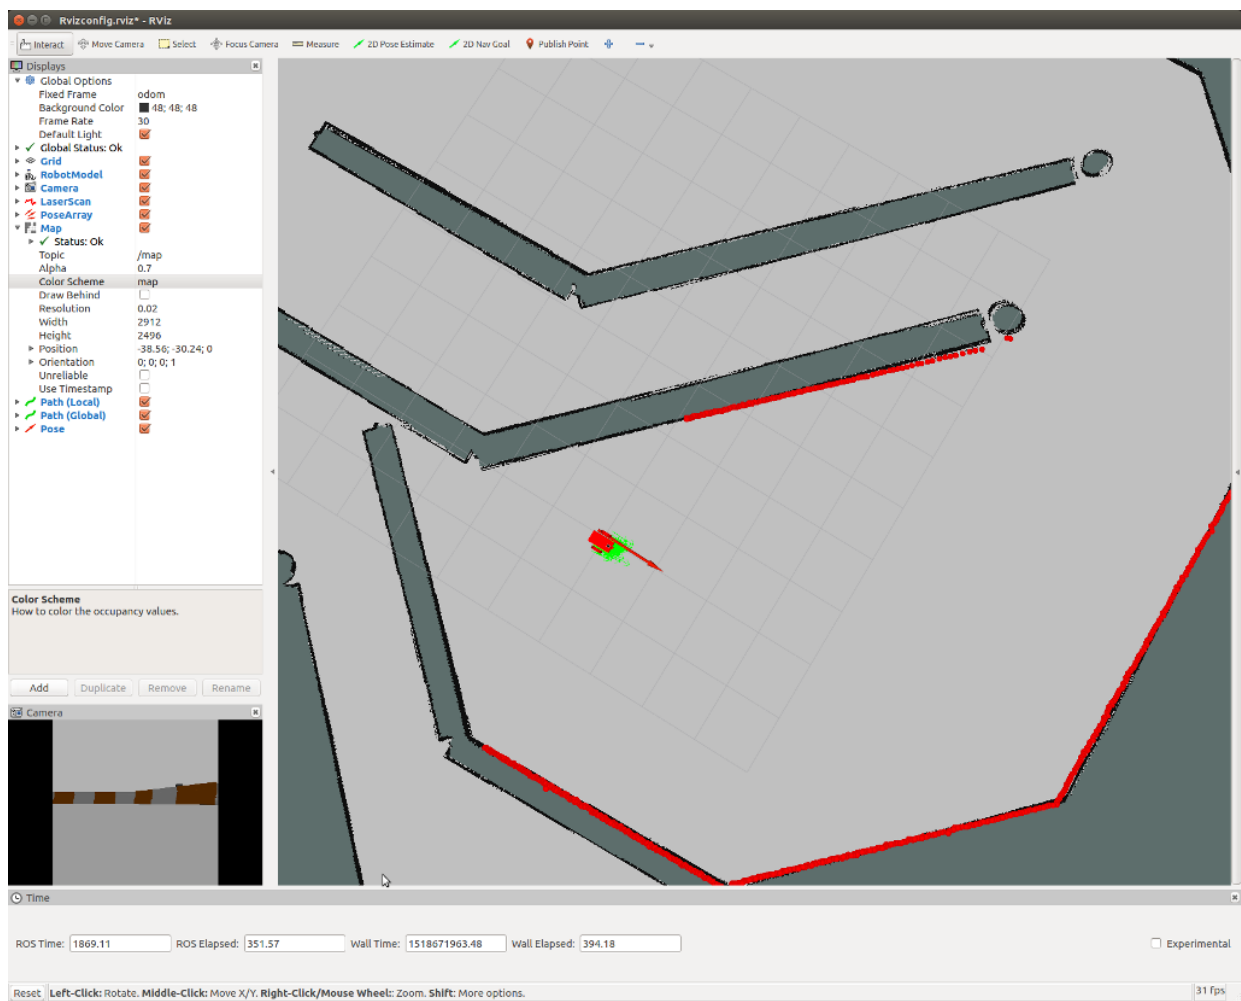 Rvizconfig.rviz* - RViz
Interact Move Camera Select Focus Camera Measure 2D Pose Estimate 2D Nav Goal Publish Point
Displays
Global Options
Fixed Frame odom
Background Color 48; 48; 48
Frame Rate 30
Default Light
Global Status: Ok
Grid
RobotModel
Camera
LaserScan
PoseArray
Map
Status: Ok
Topic /map
Alpha 0.7
Color Scheme map
Draw Behind
Resolution 0.02
Width 2912
Height 2496
Position -38.56; -30.24; 0
Orientation 0; 0; 0; 1
Unreliable
Use Timestamp
Path (Local)
Path (Global)
Pose
Color Scheme
How to color the occupancy values.
Add Duplicate Remove Rename
Camera
Time
ROS Time: 1869.11 ROS Elapsed: 351.57 Wall Time: 1518671963.48 Wall Elapsed: 394.18 Experimental
Reset Left-Click: Rotate. Middle-Click: Move X/Y. Right-Click/Mouse Wheel:: Zoom. Shift: More options. 31 fps